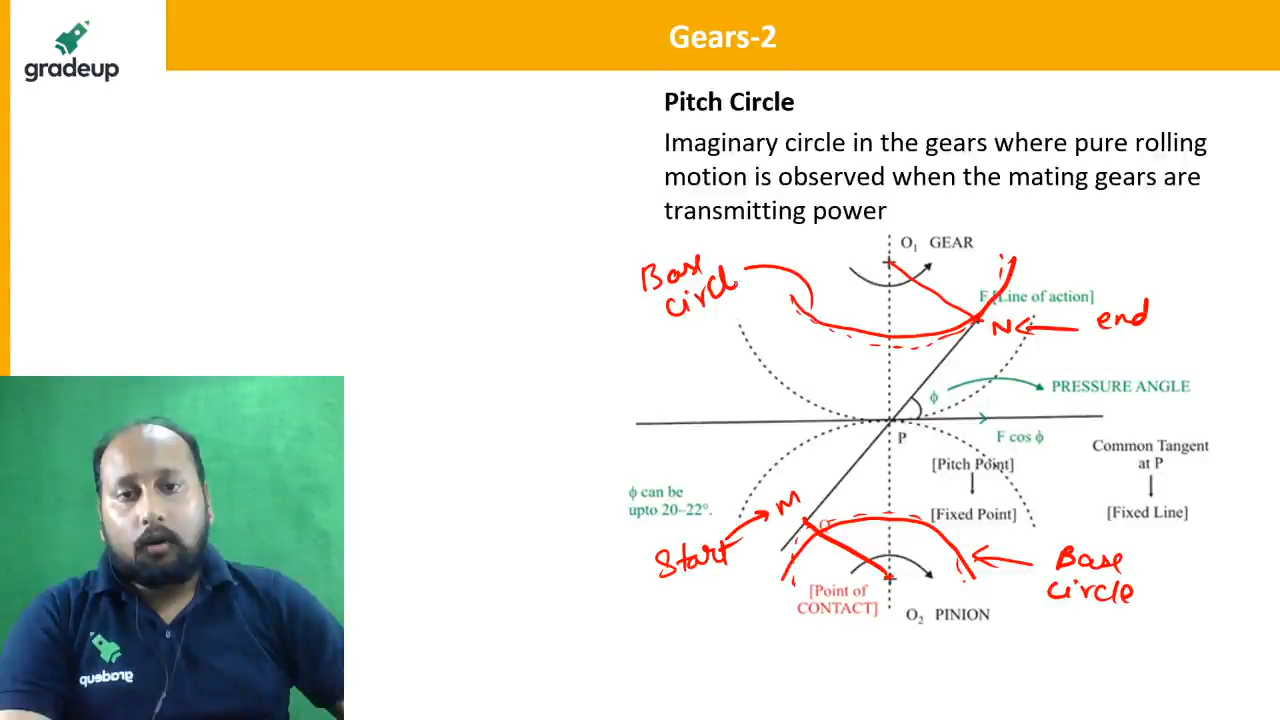 gradeup
Gears-2
Pitch Circle
Imaginary circle in the gears where pure rolling
motion is observed when the mating gears are
transmitting power
O₁ GEAR
Base
circle
F [Line of action]
N
end
PRESSURE ANGLE
ϕ
F cos ϕ
P
Common Tangent
at P
[Pitch Point]
[Fixed Point]
[Fixed Line]
ϕ can be
upto 20–22°.
M
Start
Base
circle
[Point of
CONTACT]
O₂ PINION
gradeup